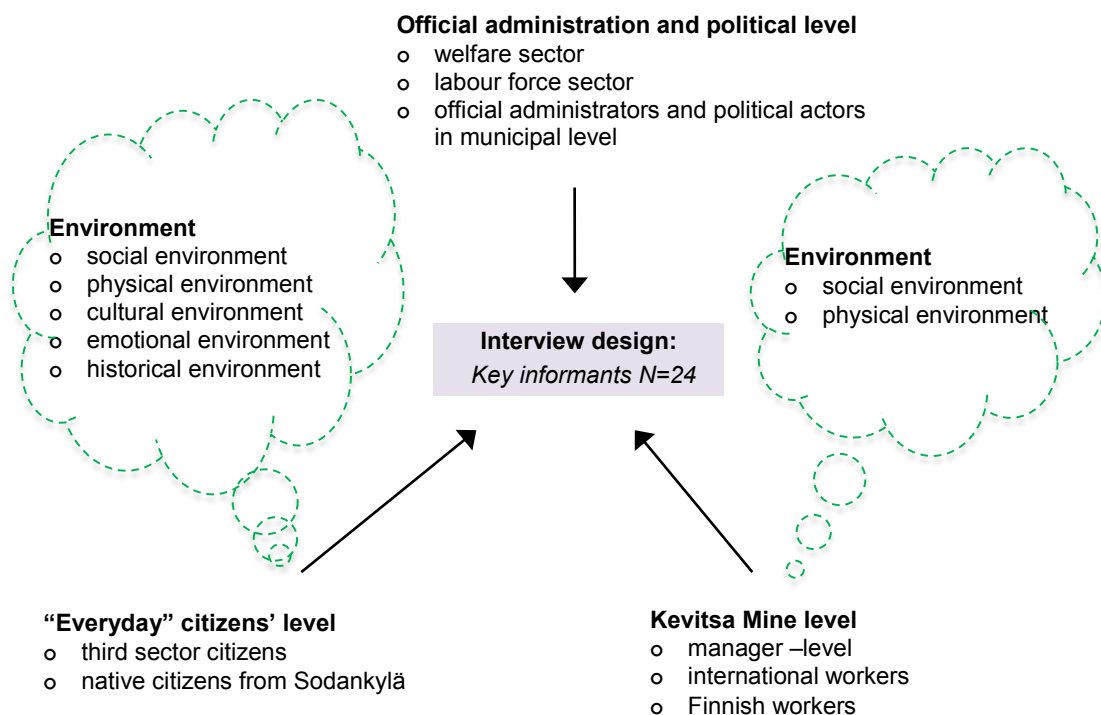 Official administration and political level
o welfare sector
o labour force sector
o official administrators and political actors
in municipal level
Environment
o social environment
o physical environment
o cultural environment
o emotional environment
o historical environment
Environment
o social environment
o physical environment
Interview design:
Key informants N=24
“Everyday” citizens’ level
o third sector citizens
o native citizens from Sodankylä
Kevitsa Mine level
o manager –level
o international workers
o Finnish workers